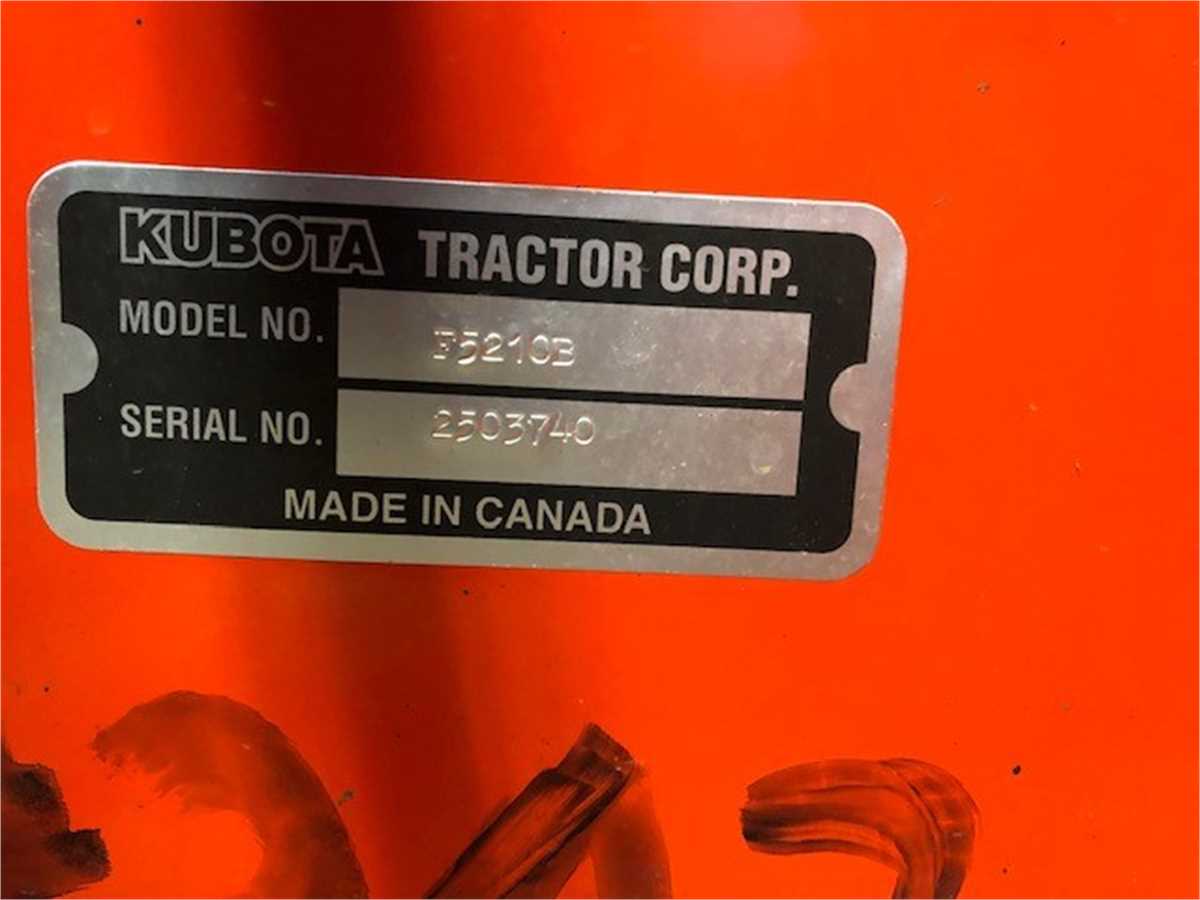 KUBOTA TRACTOR CORP.
MODEL NO. F5210B
SERIAL NO. 2503740
MADE IN CANADA